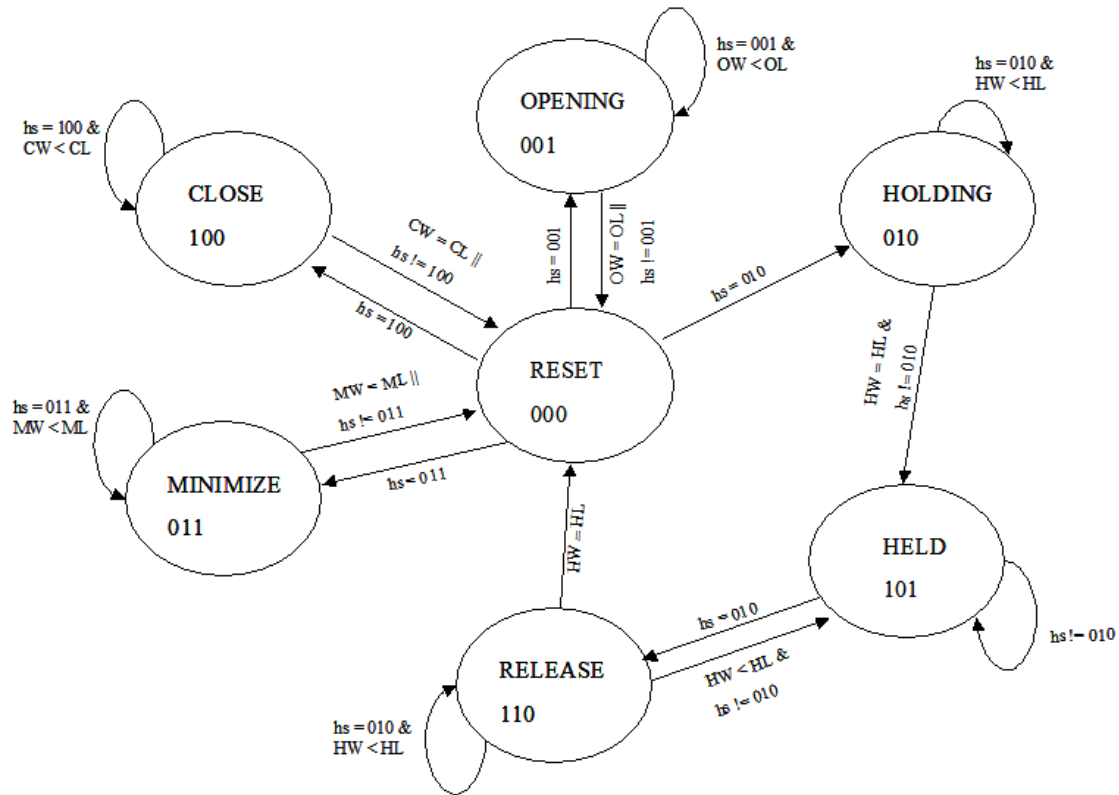 hs = 001 &
OW < OL
OPENING
001
hs = 010 &
HW < HL
hs = 100 &
CW < CL
CLOSE
100
HOLDING
010
CW = CL ||
hs != 100
hs = 100
hs = 001
OW = OL ||
hs != 001
hs = 010
RESET
000
HW = HL &
hs != 010
hs = 011 &
MW < ML
MW = ML ||
hs != 011
hs = 011
MINIMIZE
011
HW = HL
HELD
101
hs != 010
hs = 010
HW < HL &
hs != 010
RELEASE
110
hs = 010 &
HW < HL